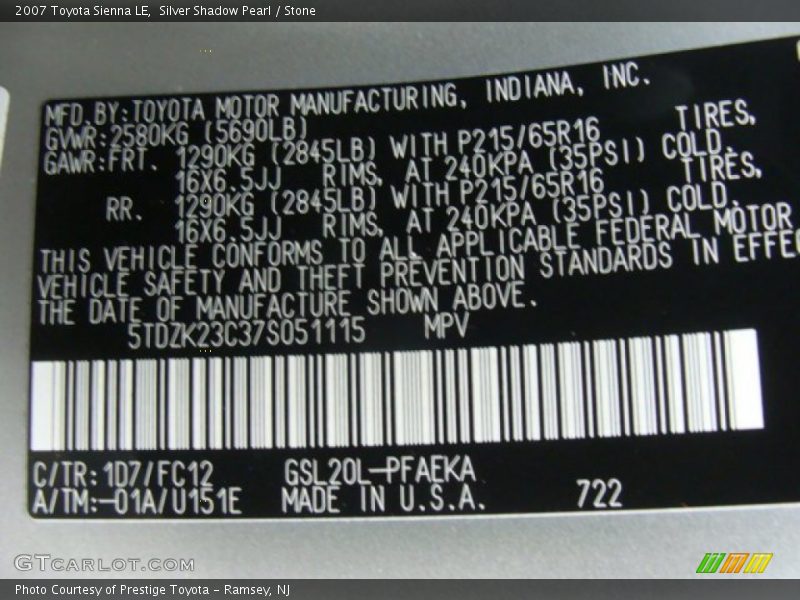 2007 Toyota Sienna LE,  Silver Shadow Pearl / Stone
MFD.BY:TOYOTA MOTOR MANUFACTURING, INDIANA, INC.
GVWR:2580KG (5690LB)
GAWR:FRT. 1290KG (2845LB) WITH P215/65R16 TIRES,
16X6.5JJ RIMS, AT 240KPA (35PSI) COLD.
RR. 1290KG (2845LB) WITH P215/65R16 TIRES,
16X6.5JJ RIMS, AT 240KPA (35PSI) COLD.
THIS VEHICLE CONFORMS TO ALL APPLICABLE FEDERAL MOTOR
VEHICLE SAFETY AND THEFT PREVENTION STANDARDS IN EFFEC
THE DATE OF MANUFACTURE SHOWN ABOVE.
5TDZK23C37S051115 MPV
C/TR:1D7/FC12 GSL20L-PFAEKA
A/TM:-01A/U151E MADE IN U.S.A. 722
GTCARLOT.COM
Photo Courtesy of Prestige Toyota - Ramsey, NJ